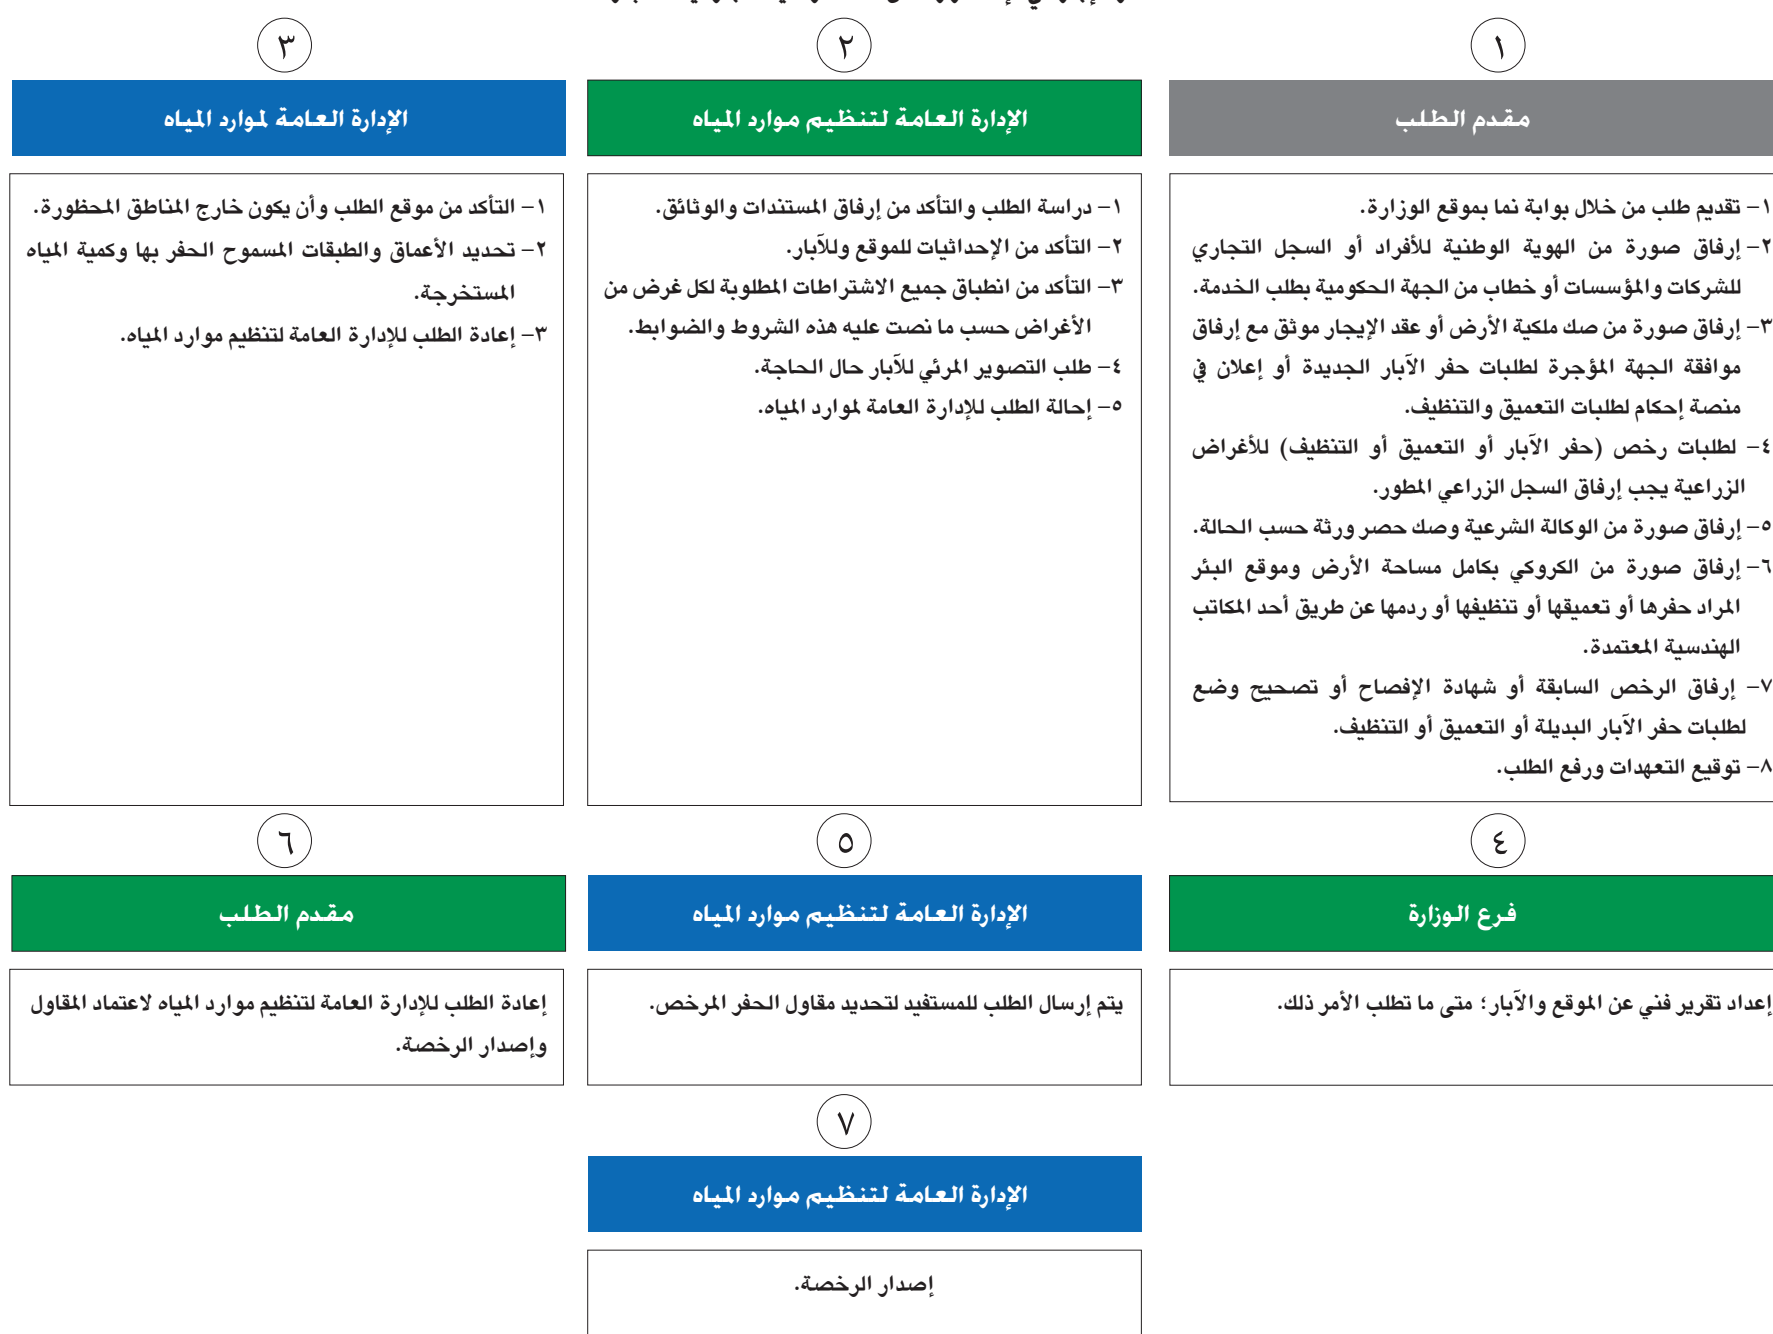 ١
مقدم الطلب
١- تقديم طلب من خلال بوابة نما بموقع الوزارة.
٢- إرفاق صورة من الهوية الوطنية للأفراد أو السجل التجاري
للشركات والمؤسسات أو خطاب من الجهة الحكومية بطلب الخدمة.
٣- إرفاق صورة من صك ملكية الأرض أو عقد الإيجار موثق مع إرفاق
موافقة الجهة المؤجرة لطلبات حفر الآبار الجديدة أو إعلان في
منصة إحكام لطلبات التعميق والتنظيف.
٤- لطلبات رخص (حفر الآبار أو التعميق أو التنظيف) للأغراض
الزراعية يجب إرفاق السجل الزراعي المطور.
٥- إرفاق صورة من الوكالة الشرعية وصك حصر ورثة حسب الحالة.
٦- إرفاق صورة من الكروكي بكامل مساحة الأرض وموقع البئر
المراد حفرها أو تعميقها أو تنظيفها أو ردمها عن طريق أحد المكاتب
الهندسية المعتمدة.
٧- إرفاق الرخص السابقة أو شهادة الإفصاح أو تصحيح وضع
لطلبات حفر الآبار البديلة أو التعميق أو التنظيف.
٨- توقيع التعهدات ورفع الطلب.
٢
الإدارة العامة لتنظيم موارد المياه
١- دراسة الطلب والتأكد من إرفاق المستندات والوثائق.
٢- التأكد من الإحداثيات للموقع وللآبار.
٣- التأكد من انطباق جميع الاشتراطات المطلوبة لكل غرض من
الأغراض حسب ما نصت عليه هذه الشروط والضوابط.
٤- طلب التصوير المرئي للآبار حال الحاجة.
٥- إحالة الطلب للإدارة العامة لموارد المياه.
٣
الإدارة العامة لموارد المياه
١- التأكد من موقع الطلب وأن يكون خارج المناطق المحظورة.
٢- تحديد الأعماق والطبقات المسموح الحفر بها وكمية المياه
المستخرجة.
٣- إعادة الطلب للإدارة العامة لتنظيم موارد المياه.
٤
فرع الوزارة
إعداد تقرير فني عن الموقع والآبار؛ متى ما تطلب الأمر ذلك.
٥
الإدارة العامة لتنظيم موارد المياه
يتم إرسال الطلب للمستفيد لتحديد مقاول الحفر المرخص.
٦
مقدم الطلب
إعادة الطلب للإدارة العامة لتنظيم موارد المياه لاعتماد المقاول
وإصدار الرخصة.
٧
الإدارة العامة لتنظيم موارد المياه
إصدار الرخصة.